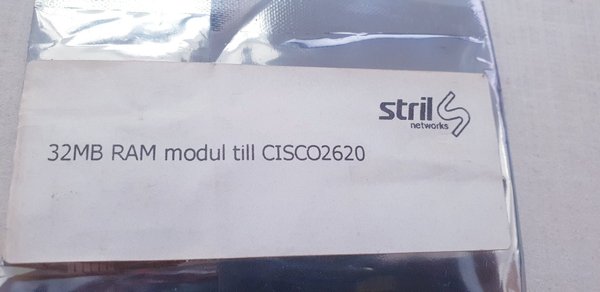 stril
networks
32MB RAM modul till CISCO2620